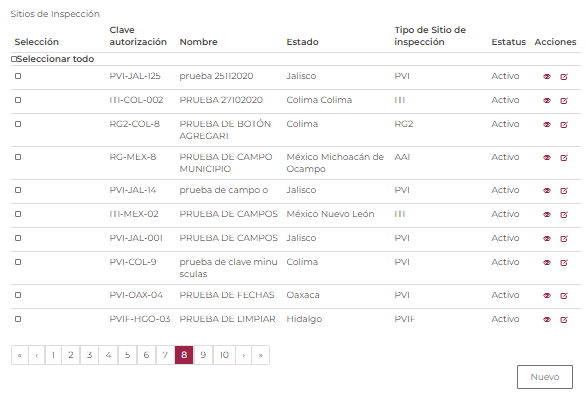 Sitios de Inspección
Selección Clave autorización Nombre Estado Tipo de Sitio de inspección Estatus Acciones
Seleccionar todo
PVI-JAL-125 prueba 25112020 Jalisco PVI Activo
ITI-COL-002 PRUEBA 27102020 Colima Colima ITI Activo
RG2-COL-8 PRUEBA DE BOTÓN AGREGAR1 Colima RG2 Activo
RG-MEX-8 PRUEBA DE CAMPO MUNICIPIO México Michoacán de Ocampo AAI Activo
PVI-JAL-14 prueba de campo o Jalisco PVI Activo
ITI-MEX-02 PRUEBA DE CAMPOS México Nuevo León ITI Activo
PVI-JAL-001 PRUEBA DE CAMPOS Jalisco PVI Activo
PVI-COL-9 prueba de clave minu sculas Colima PVI Activo
PVI-OAX-04 PRUEBA DE FECHAS Oaxaca PVI Activo
PVIF-HGO-03 PRUEBA DE LIMPIAR Hidalgo PVIF Activo
« ‹ 1 2 3 4 5 6 7 8 9 10 › »
Nuevo